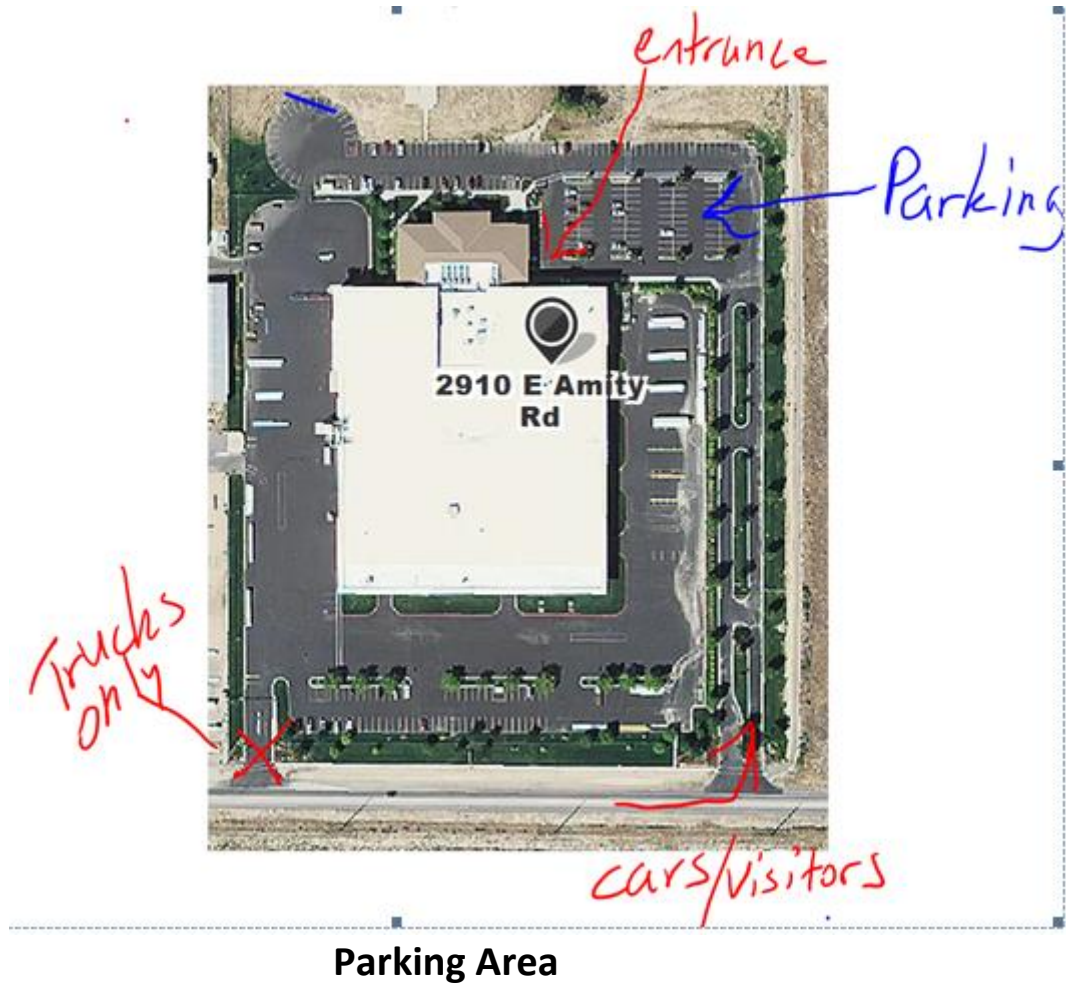 entrance
Parking
2910 E Amity
Rd
Trucks
only
cars/visitors
Parking Area